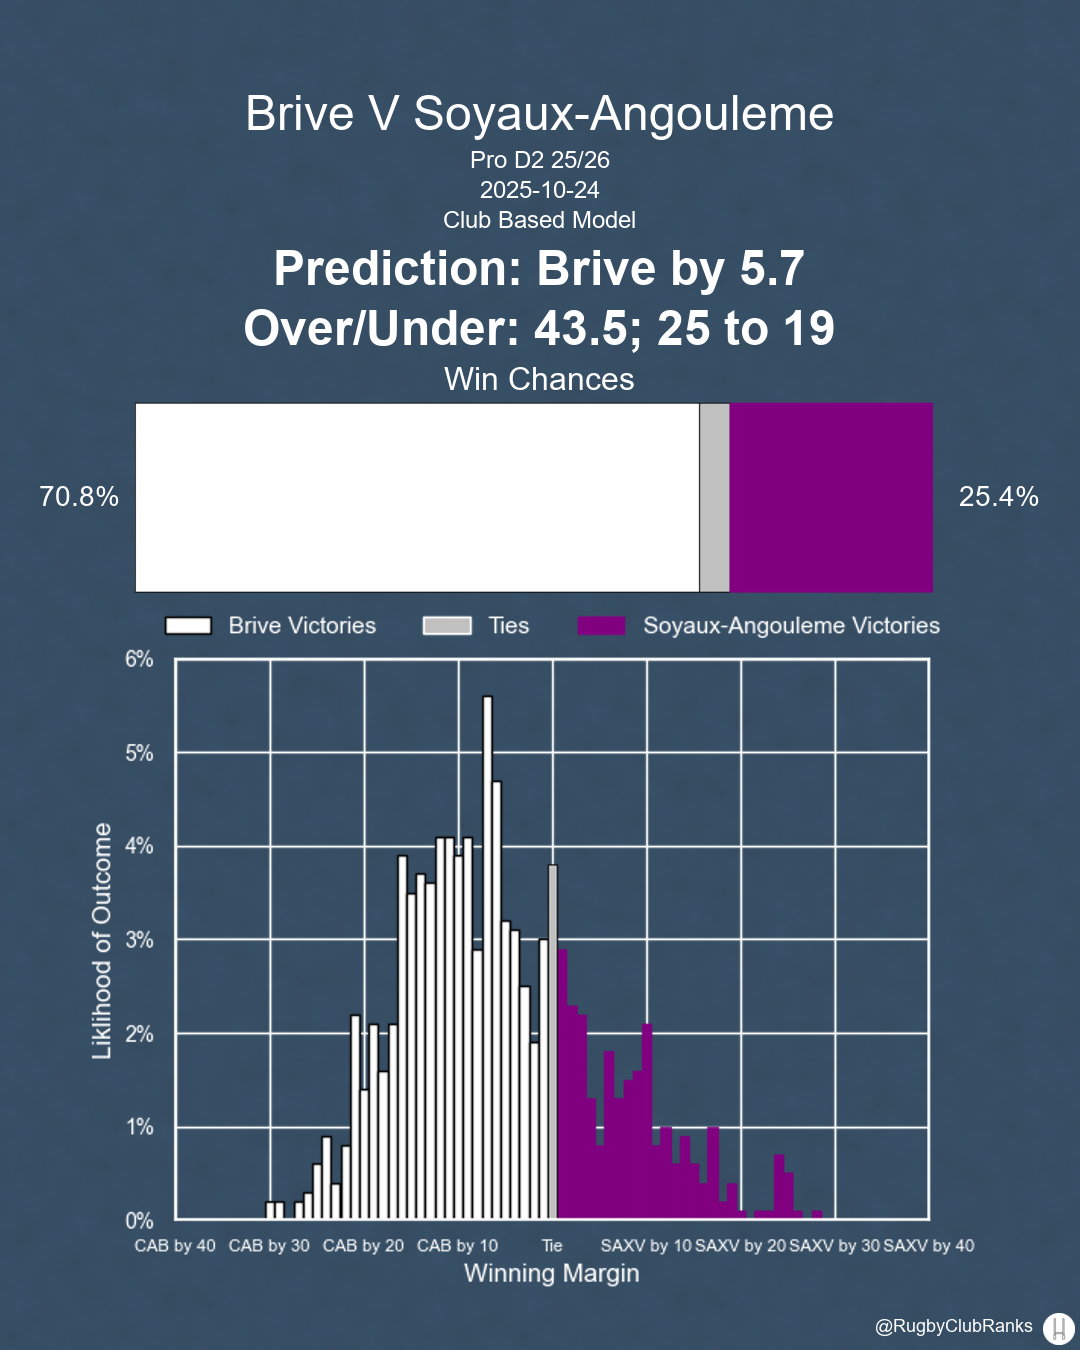 Brive V Soyaux-Angouleme
Pro D2 25/26
2025-10-24
Club Based Model
Prediction: Brive by 5.7
Over/Under: 43.5; 25 to 19
Win Chances
70.8%
25.4%
Brive Victories
Ties
Soyaux-Angouleme Victories
6%
5%
4%
3%
2%
1%
0%
Liklihood of Outcome
CAB by 40
CAB by 30
CAB by 20
CAB by 10
Tie
SAXV by 10
SAXV by 20
SAXV by 30
SAXV by 40
Winning Margin
@RugbyClubRanks